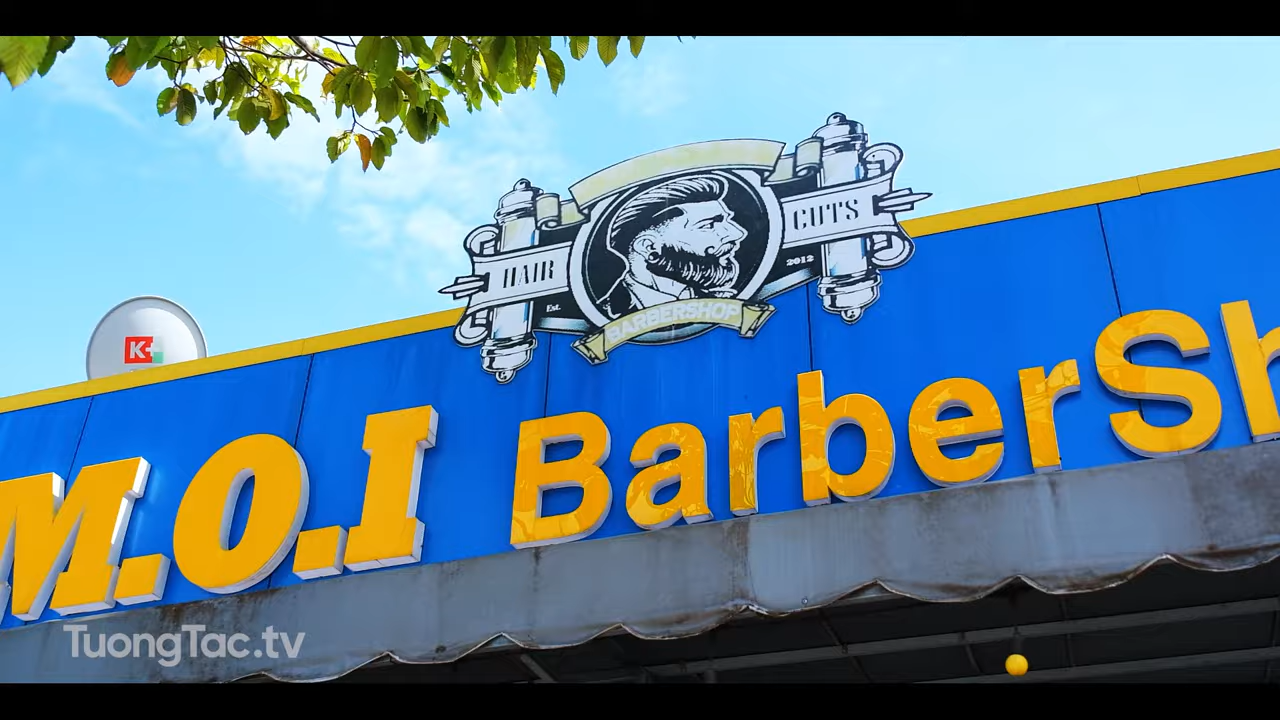 HAIR
CUTS
Est.
2012
BARBERSHOP
K+
M.O.I BarberSh
TuongTac.tv